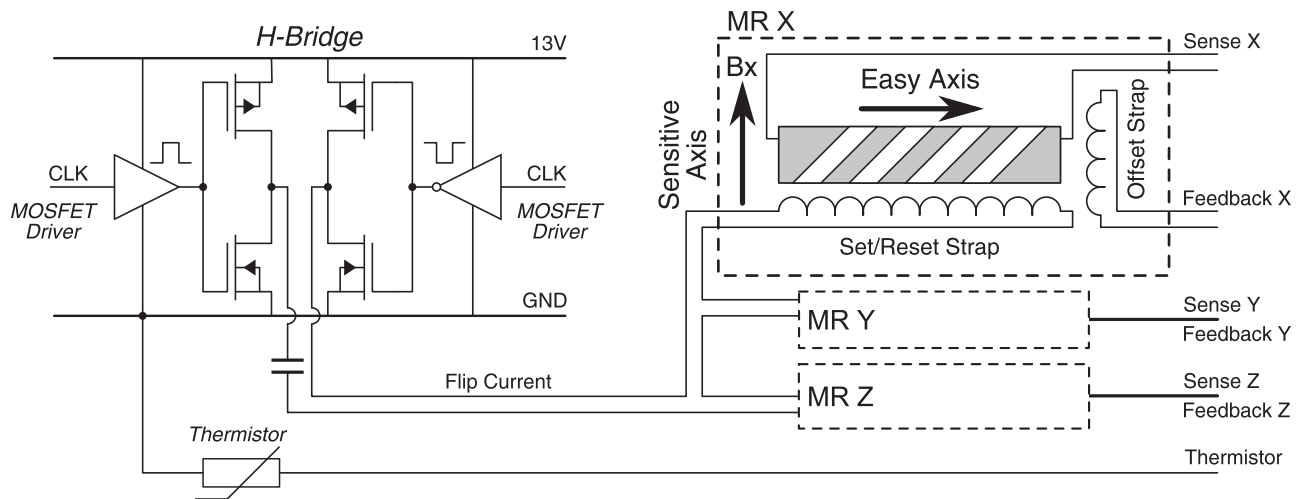 H-Bridge
13V
CLK
MOSFET
Driver
CLK
MOSFET
Driver
GND
Flip Current
Thermistor
MR X
Bx
Sensitive
Axis
Easy Axis
Set/Reset Strap
Offset Strap
Sense X
Feedback X
MR Y
Sense Y
Feedback Y
MR Z
Sense Z
Feedback Z
Thermistor